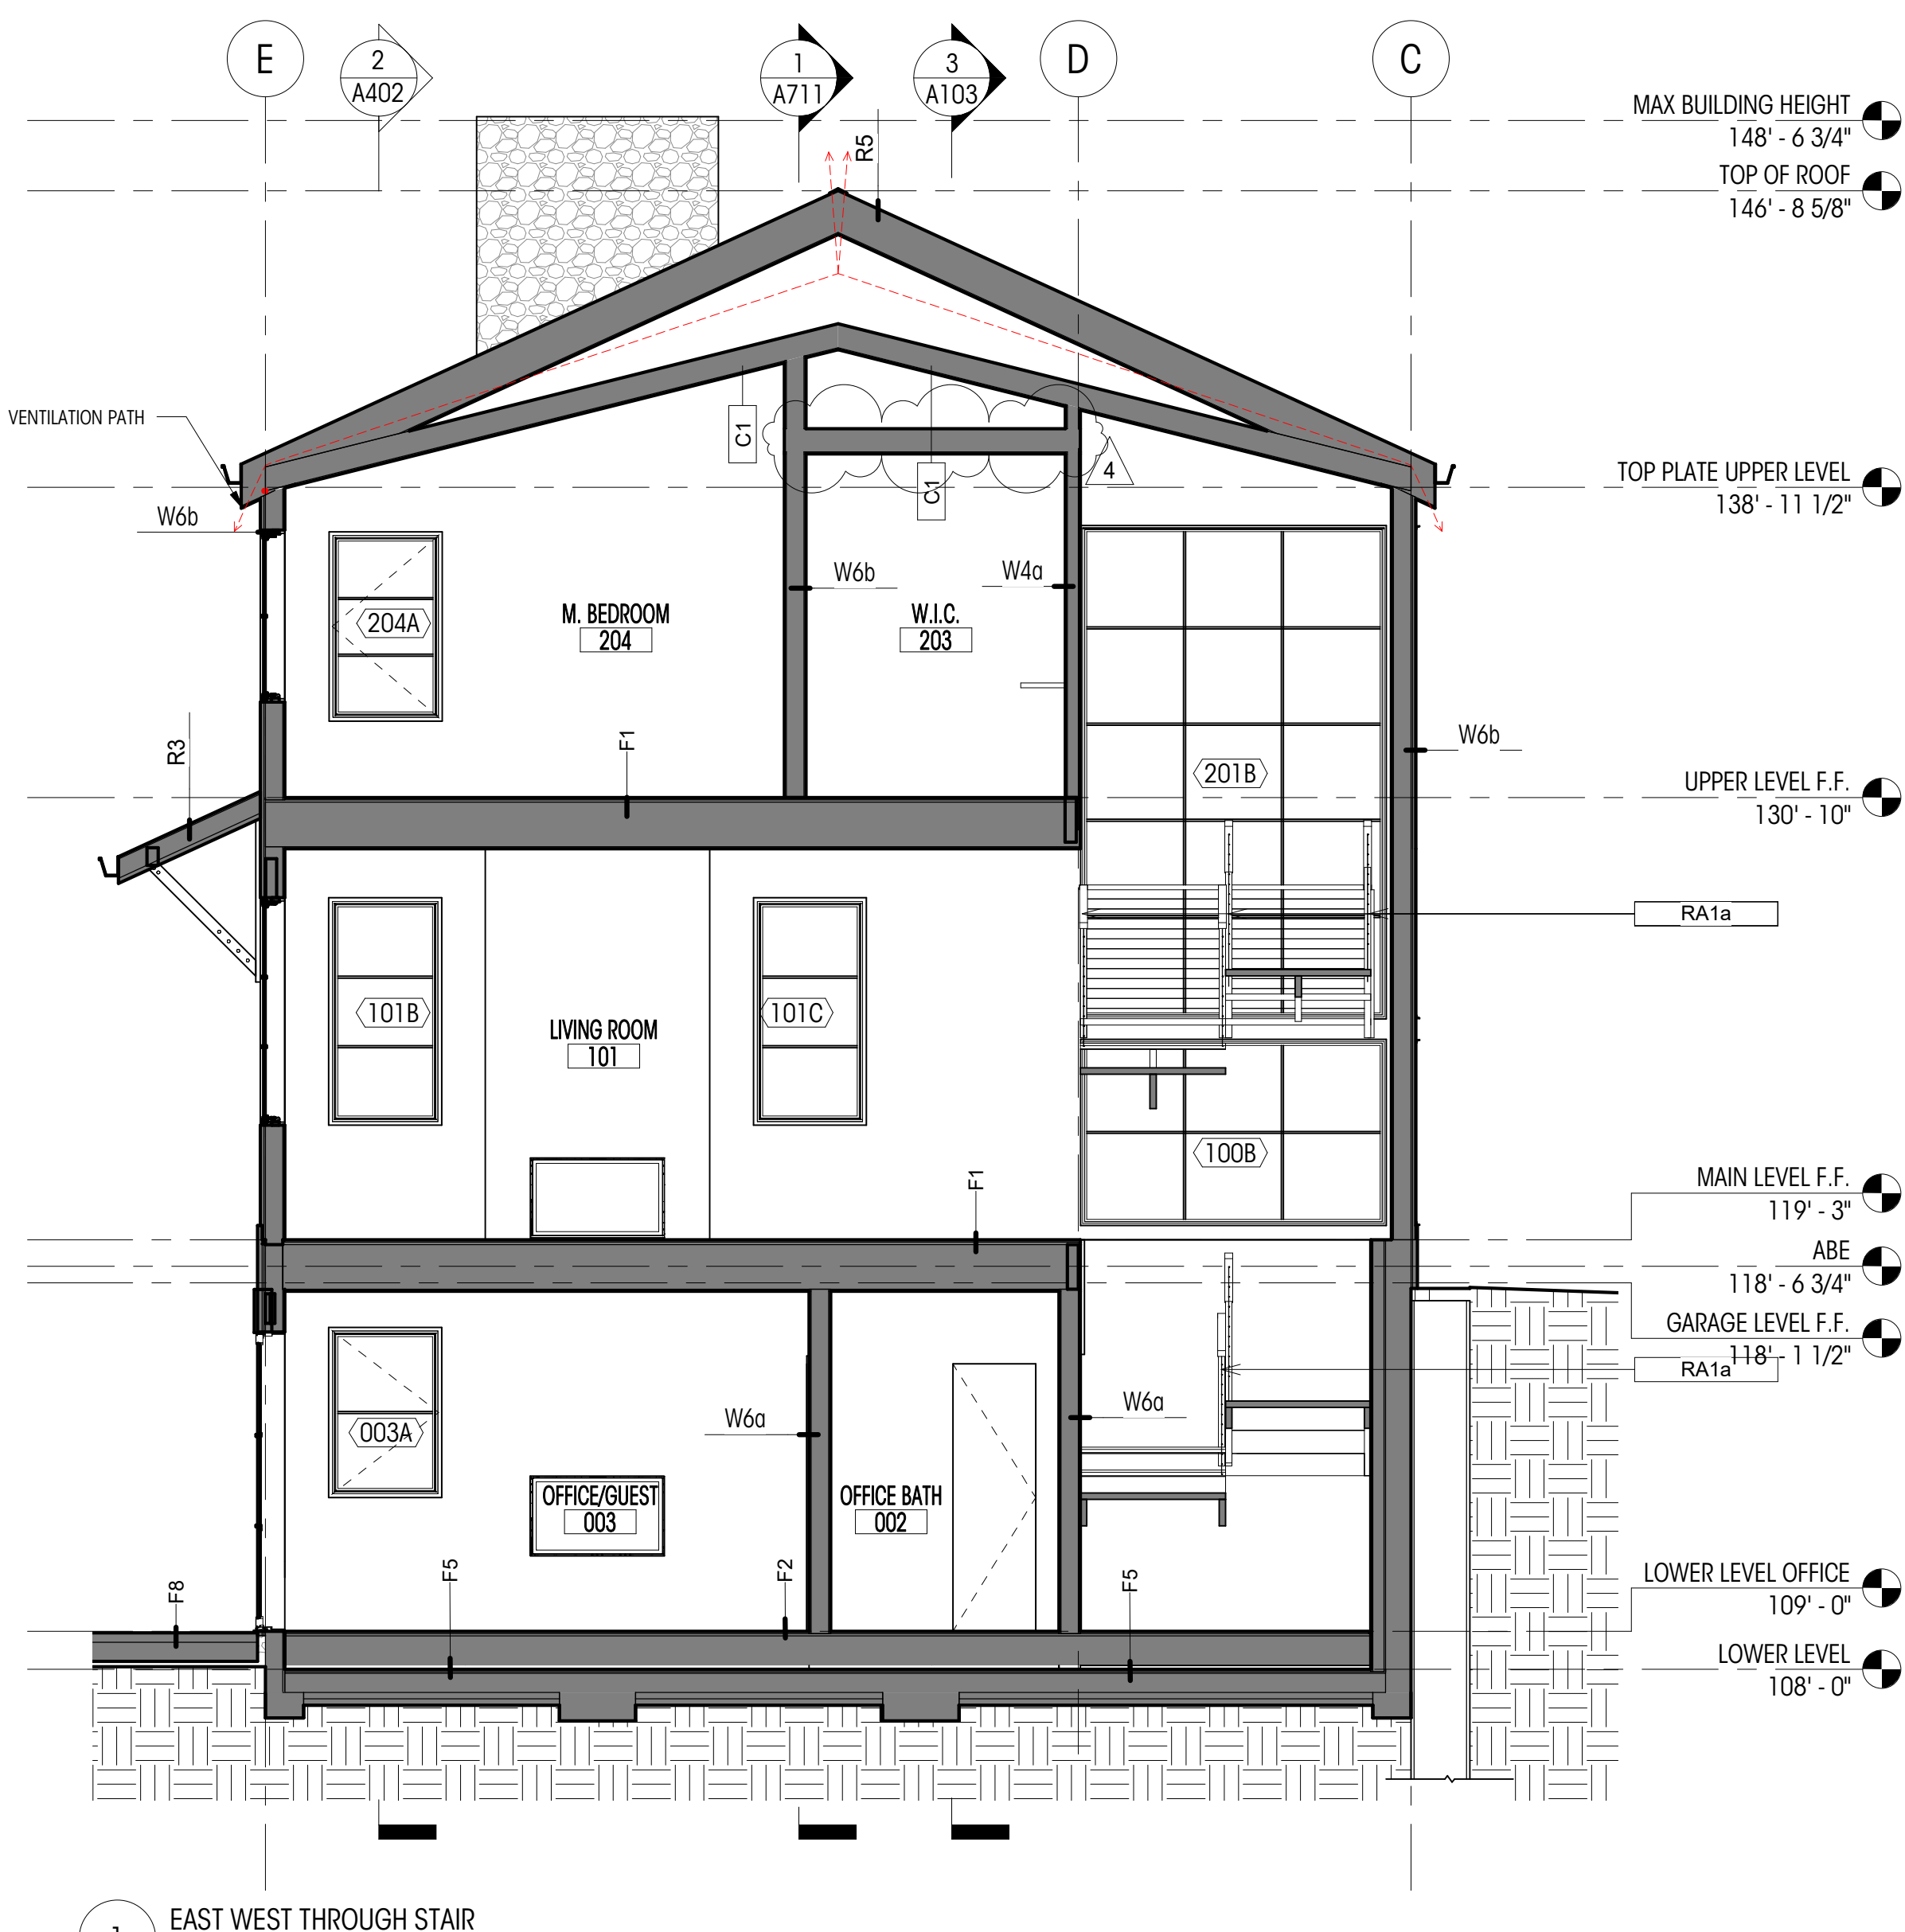 E
2
A402
1
A711
3
A103
D
C
MAX BUILDING HEIGHT
148' - 6 3/4"
R5
TOP OF ROOF
146' - 8 5/8"
VENTILATION PATH
C1
C1
4
TOP PLATE UPPER LEVEL
138' - 11 1/2"
W6b
W6b
W4a
204A
M. BEDROOM
204
W.I.C.
203
R3
F1
W6b
201B
UPPER LEVEL F.F.
130' - 10"
RA1a
101B
LIVING ROOM
101
101C
100B
F1
MAIN LEVEL F.F.
119' - 3"
ABE
118' - 6 3/4"
GARAGE LEVEL F.F.
118' - 1 1/2"
RA1a
003A
W6a
W6a
OFFICE/GUEST
003
OFFICE BATH
002
F8
F5
F2
F5
LOWER LEVEL OFFICE
109' - 0"
LOWER LEVEL
108' - 0"
EAST WEST THROUGH STAIR